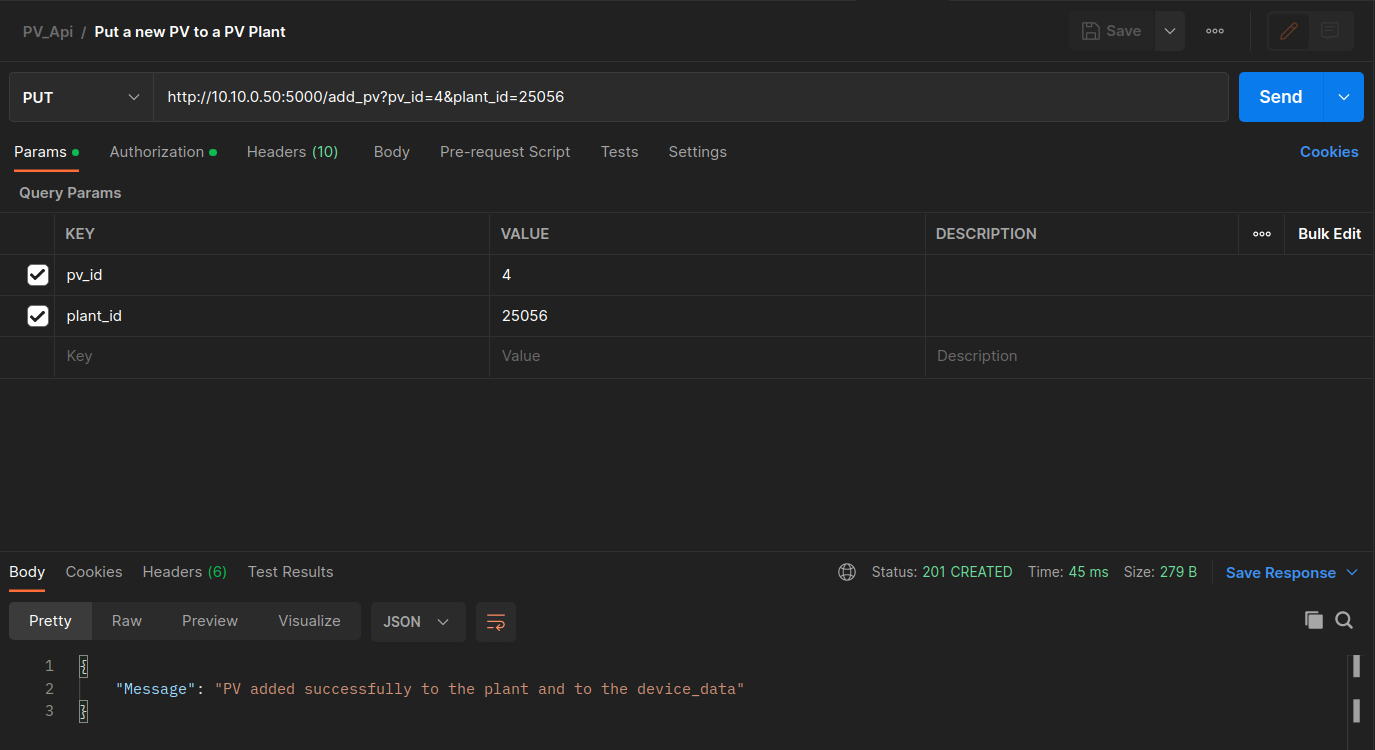 PV_Api / Put a new PV to a PV Plant
Save
PUT
http://10.10.0.50:5000/add_pv?pv_id=4&plant_id=25056
Send
Params Authorization Headers (10) Body Pre-request Script Tests Settings Cookies
Query Params
KEY VALUE DESCRIPTION Bulk Edit
pv_id 4
plant_id 25056
Key Value Description
Body Cookies Headers (6) Test Results Status: 201 CREATED Time: 45 ms Size: 279 B Save Response
Pretty Raw Preview Visualize JSON
1 {
2 "Message": "PV added successfully to the plant and to the device_data"
3 }